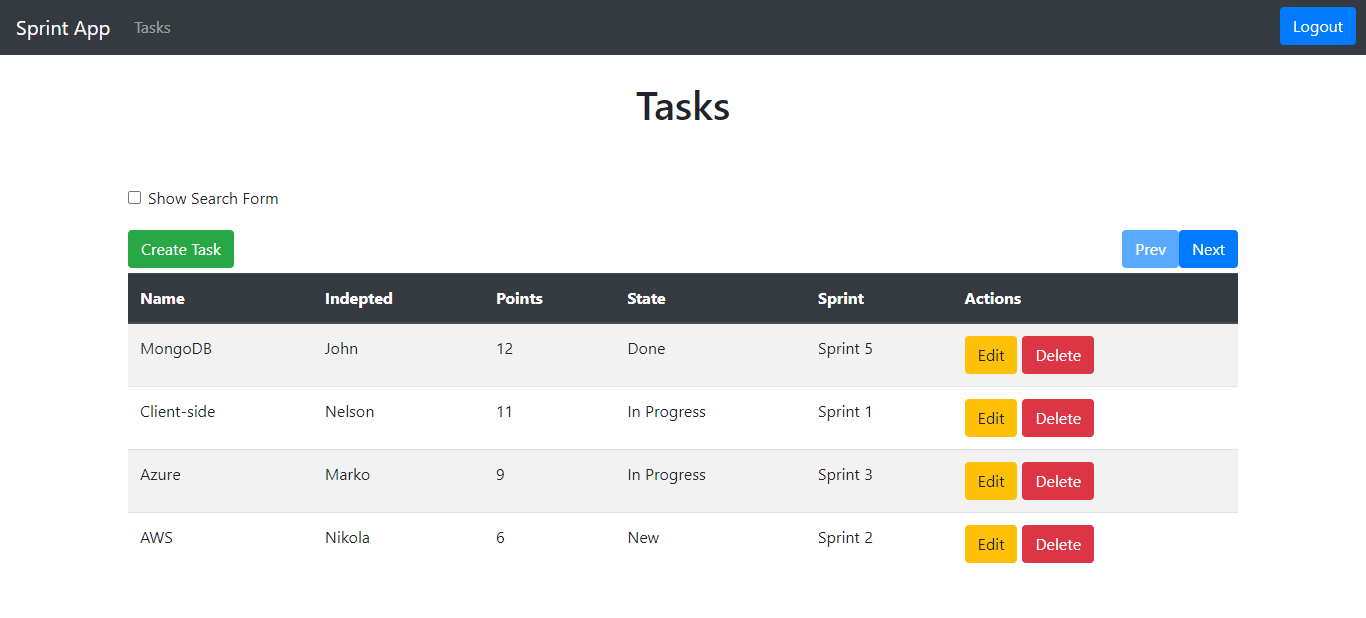 Sprint App Tasks Logout
Tasks
Show Search Form
Create Task Prev Next
Name Indepted Points State Sprint Actions
MongoDB John 12 Done Sprint 5 Edit Delete
Client-side Nelson 11 In Progress Sprint 1 Edit Delete
Azure Marko 9 In Progress Sprint 3 Edit Delete
AWS Nikola 6 New Sprint 2 Edit Delete